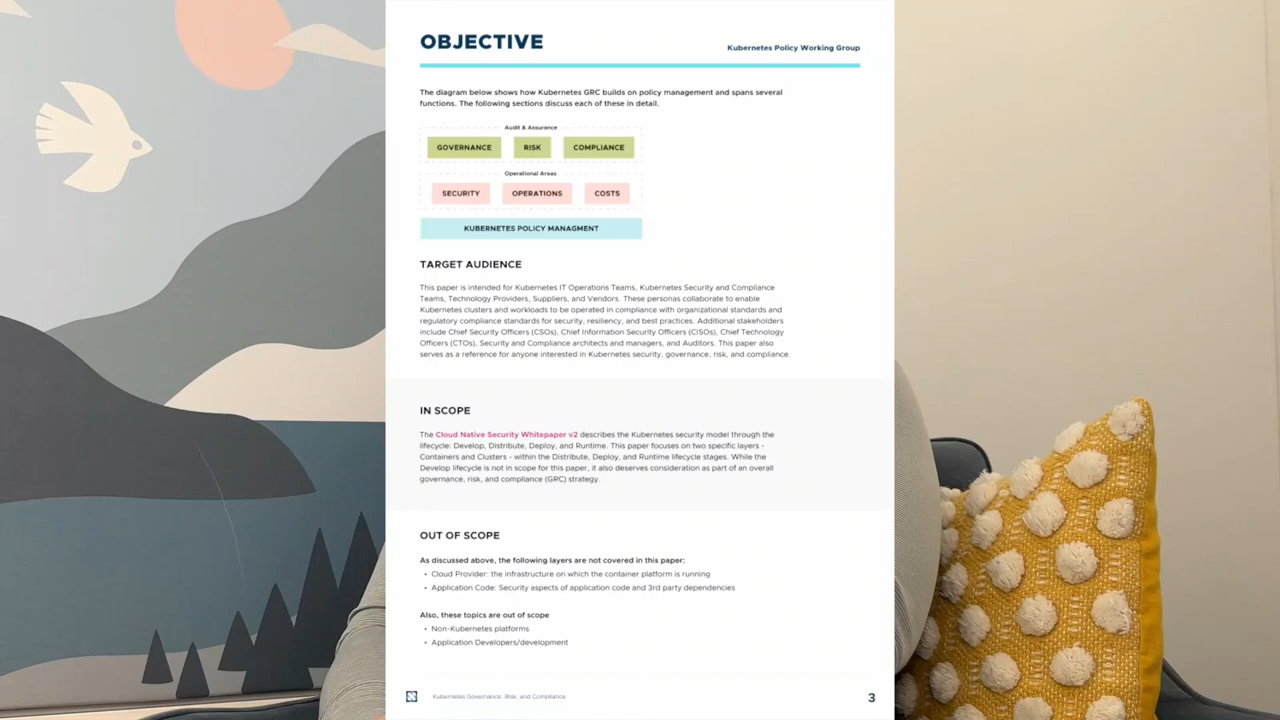 OBJECTIVE
Kubernetes Policy Working Group
The diagram below shows how Kubernetes GRC builds on policy management and spans several
functions. The following sections discuss each of these in detail.
Audit & Assurance
GOVERNANCE
RISK
COMPLIANCE
Operational Areas
SECURITY
OPERATIONS
COSTS
KUBERNETES POLICY MANAGMENT
TARGET AUDIENCE
This paper is intended for Kubernetes IT Operations Teams, Kubernetes Security and Compliance
Teams, Technology Providers, Suppliers, and Vendors. These personas collaborate to enable
Kubernetes clusters and workloads to be operated in compliance with organizational standards and
regulatory compliance standards for security, resiliency, and best practices. Additional stakeholders
include Chief Security Officers (CSOs), Chief Information Security Officers (CISOs), Chief Technology
Officers (CTOs), Security and Compliance architects and managers, and Auditors. This paper also
serves as a reference for anyone interested in Kubernetes security, governance, risk, and compliance.
IN SCOPE
The Cloud Native Security Whitepaper v2 describes the Kubernetes security model through the
lifecycle: Develop, Distribute, Deploy, and Runtime. This paper focuses on two specific layers -
Containers and Clusters - within the Distribute, Deploy, and Runtime lifecycle stages. While the
Develop lifecycle is not in scope for this paper, it also deserves consideration as part of an overall
governance, risk, and compliance (GRC) strategy.
OUT OF SCOPE
As discussed above, the following layers are not covered in this paper:
• Cloud Provider: the infrastructure on which the container platform is running
• Application Code: Security aspects of application code and 3rd party dependencies
Also, these topics are out of scope
• Non-Kubernetes platforms
• Application Developers/development
Kubernetes Governance, Risk, and Compliance
3